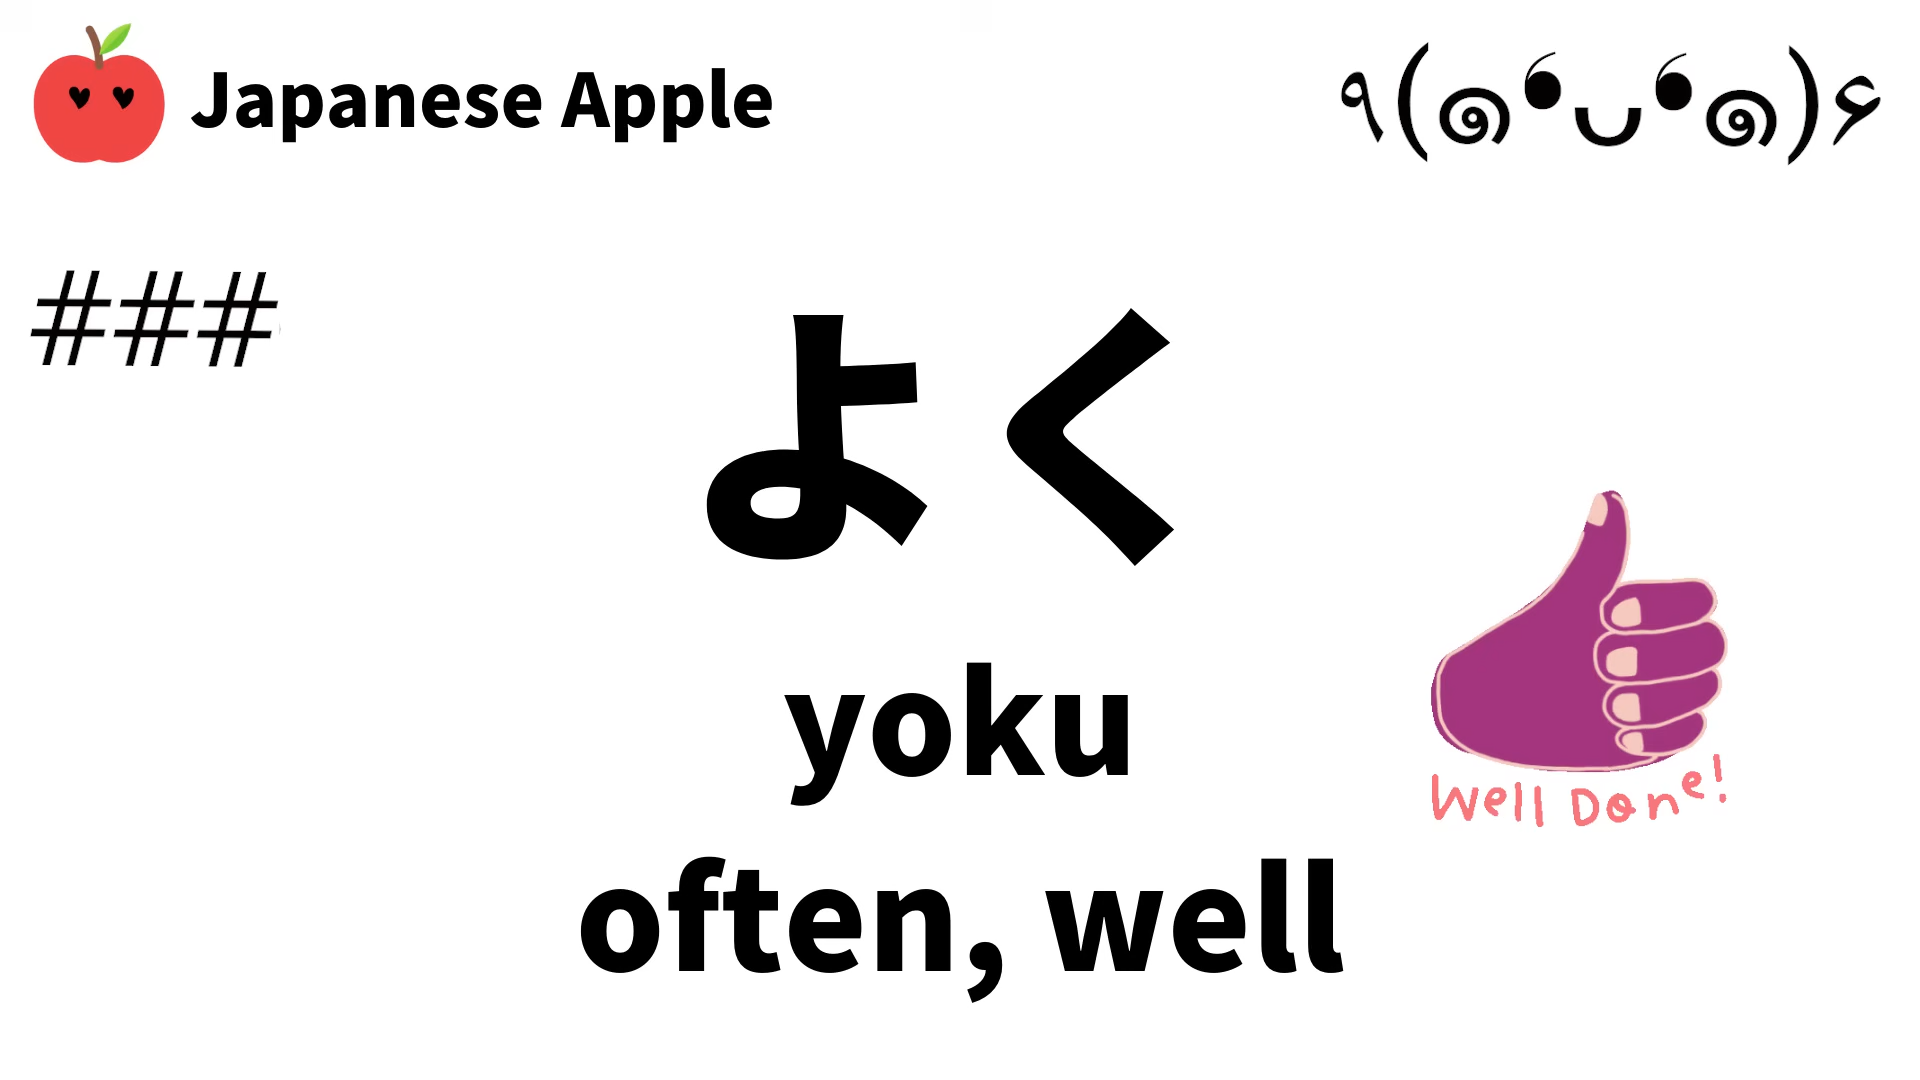 Japanese Apple
٩(๑❛ᴗ❛๑)۶
###
よく
yoku
Well Done!
often, well